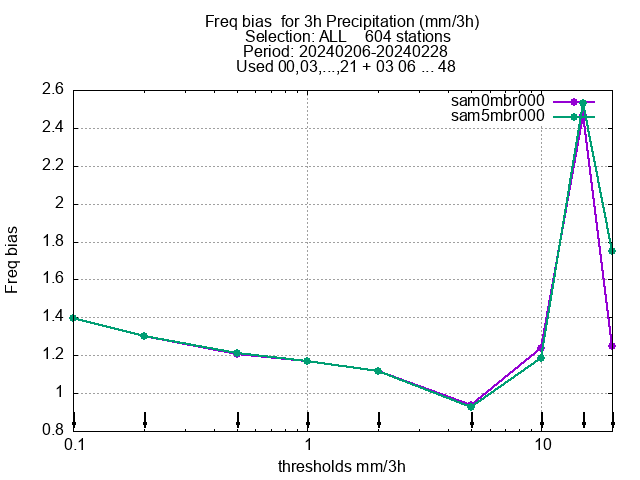 Freq bias  for 3h Precipitation (mm/3h)
Selection: ALL    604 stations
Period: 20240206-20240228
Used 00,03,...,21 + 03 06 ... 48
sam0mbr000
sam5mbr000
2.6
2.4
2.2
2
1.8
1.6
1.4
1.2
1
0.8
Freq bias
0.1 1 10
thresholds mm/3h